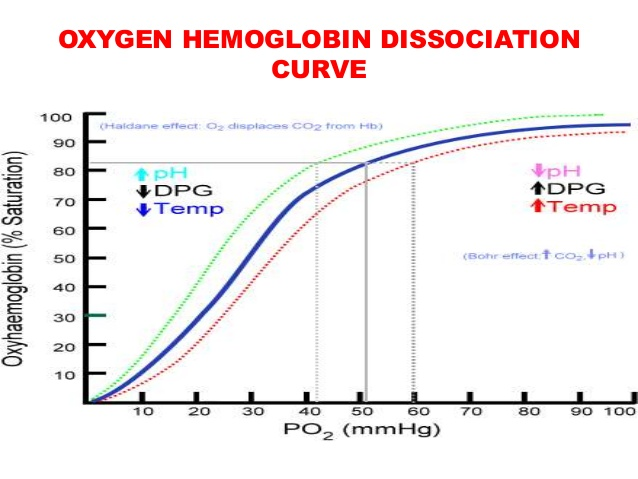 OXYGEN HEMOGLOBIN DISSOCIATION
CURVE
(Haldane effect: O2 displaces CO2 from Hb)
⬆pH
⬇DPG
⬇Temp
⬇pH
⬆DPG
⬆Temp
(Bohr effect:⬆CO2,⬇pH)
Oxyhaemoglobin (% Saturation)
100
90
80
70
60
50
40
30
20
10
10 20 30 40 50 60 70 80 90 100
PO2 (mmHg)